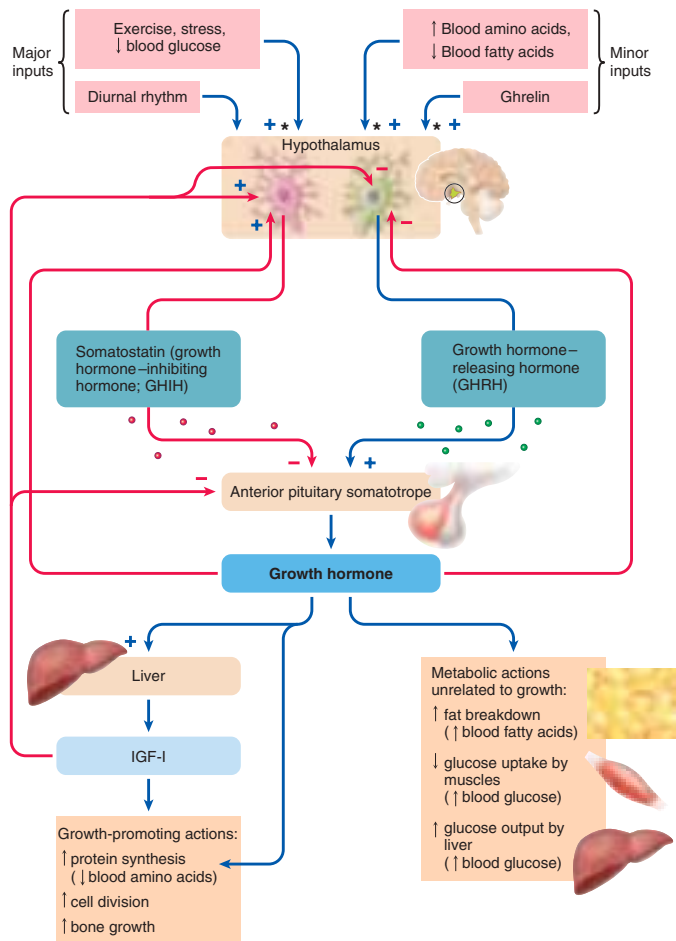 Major
inputs
Exercise, stress,
↓ blood glucose
Diurnal rhythm
↑ Blood amino acids,
↓ Blood fatty acids
Ghrelin
Minor
inputs
+ *
* +
* +
Hypothalamus
+
−
+
−
Somatostatin (growth
hormone–inhibiting
hormone; GHIH)
Growth hormone–
releasing hormone
(GHRH)
−
+
−
Anterior pituitary somatotrope
Growth hormone
+
Liver
IGF-I
Growth-promoting actions:
↑ protein synthesis
(↓ blood amino acids)
↑ cell division
↑ bone growth
Metabolic actions
unrelated to growth:
↑ fat breakdown
(↑ blood fatty acids)
↓ glucose uptake by
muscles
(↑ blood glucose)
↑ glucose output by
liver
(↑ blood glucose)